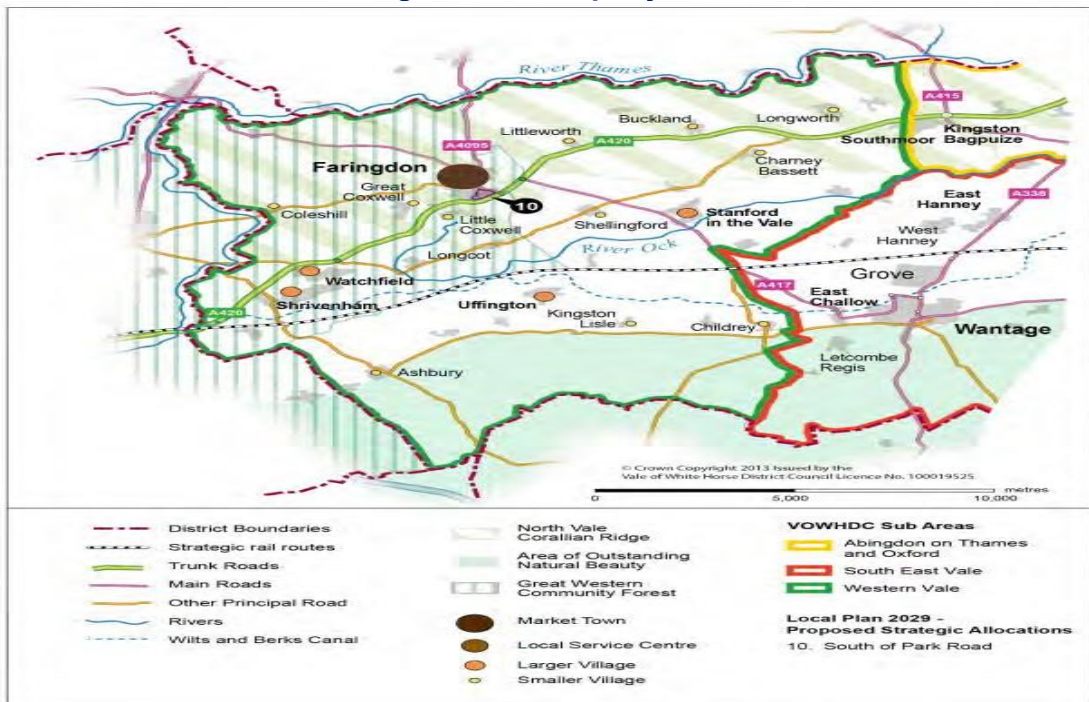 River Thames
A415
Buckland
Longworth
Littleworth
A420
Southmoor
Kingston
Bagpuize
A4095
Faringdon
Charney
Bassett
A338
Great
Coxwell
10
East
Hanney
Coleshill
Little
Coxwell
Shellingford
Stanford
in the Vale
West
Hanney
River Ock
Longcot
Grove
Watchfield
A417
East
Challow
Shrivenham
Uffington
A420
Kingston
Lisle
Childrey
Wantage
Ashbury
Letcombe
Regis
© Crown Copyright 2013 Issued by the
Vale of White Horse District Council Licence No. 100019525
metres
0
5,000
10,000
District Boundaries
Strategic rail routes
Trunk Roads
Main Roads
Other Principal Road
Rivers
Wilts and Berks Canal
North Vale
Corallian Ridge
Area of Outstanding
Natural Beauty
Great Western
Community Forest
Market Town
Local Service Centre
Larger Village
Smaller Village
VOWHDC Sub Areas
Abingdon on Thames
and Oxford
South East Vale
Western Vale
Local Plan 2029 -
Proposed Strategic Allocations
10. South of Park Road